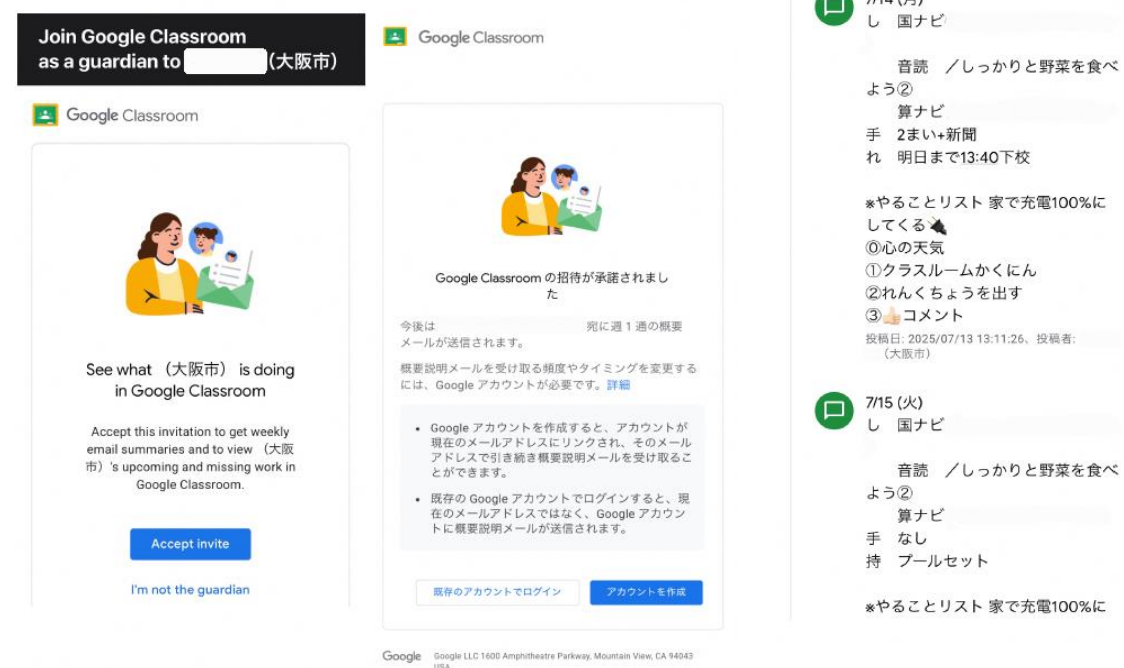 Join Google Classroom
as a guardian to （大阪市）
Google Classroom
See what （大阪市） is doing
in Google Classroom
Accept this invitation to get weekly
email summaries and to view （大阪
市）'s upcoming and missing work in
Google Classroom.
Accept invite
I'm not the guardian
Google Classroom
Google Classroom の招待が承諾されまし
た
今後は 宛に週 1 通の概要
メールが送信されます。
概要説明メールを受け取る頻度やタイミングを変更する
には、Google アカウントが必要です。詳細
• Google アカウントを作成すると、アカウントが
現在のメールアドレスにリンクされ、そのメール
アドレスで引き続き概要説明メールを受け取るこ
とができます。
• 既存の Google アカウントでログインすると、現
在のメールアドレスではなく、Google アカウン
トに概要説明メールが送信されます。
既存のアカウントでログイン
アカウントを作成
Google Google LLC 1600 Amphitheatre Parkway, Mountain View, CA 94043
USA
7/14 (月)
し 国ナビ
音読 ／しっかりと野菜を食べ
よう②
算ナビ
手 2まい+新聞
れ 明日まで13:40下校
※やることリスト 家で充電100%に
してくる🔌
⓪心の天気
①クラスルームかくにん
②れんくちょうを出す
③👍🏻コメント
投稿日: 2025/07/13 13:11:26、投稿者:
（大阪市）
7/15 (火)
し 国ナビ
音読 ／しっかりと野菜を食べ
よう②
算ナビ
手 なし
持 プールセット
※やることリスト 家で充電100%に